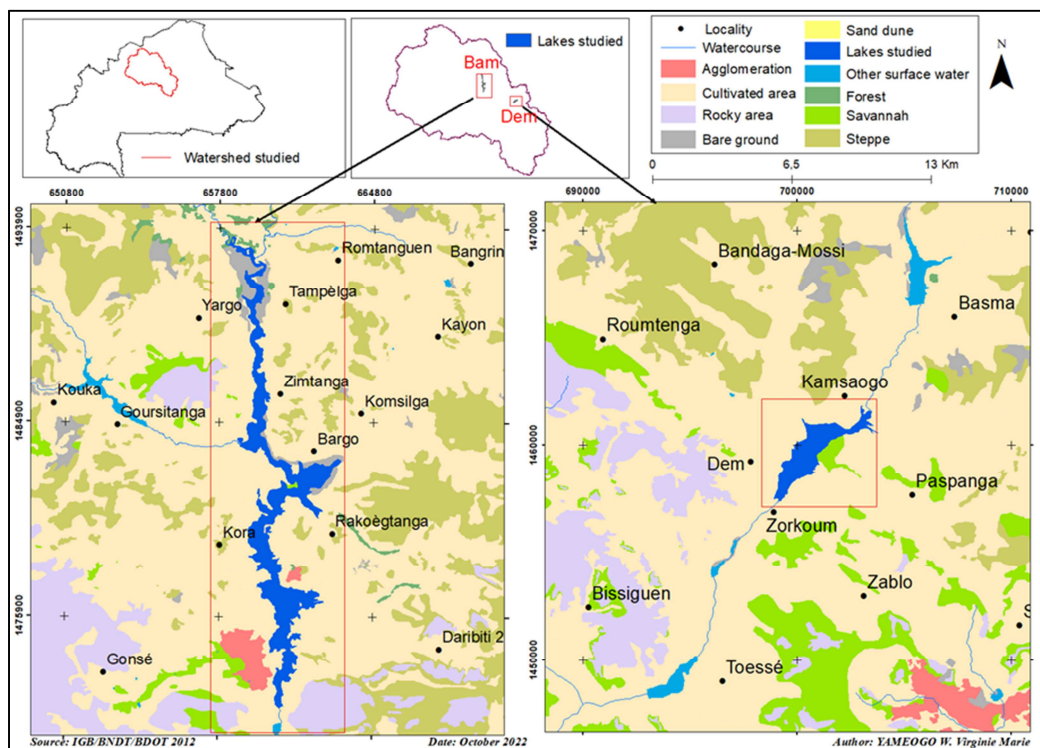 Watershed studied
Lakes studied
Bam
Dem
Locality
Watercourse
Agglomeration
Cultivated area
Rocky area
Bare ground
Sand dune
Lakes studied
Other surface water
Forest
Savannah
Steppe
N
0 6.5 13 Km
650800 657800 664800
1493900
1484900
1475900
Romtanguen
Bangrin
Tampèlga
Yargo
Kayon
Zimtanga
Kouka
Komsilga
Goursitanga
Bargo
Rakoègtanga
Kora
Daribiti 2
Gonsé
690000 700000 710000
1470000
1460000
1450000
Bandaga-Mossi
Basma
Roumtenga
Kamsaogo
Dem
Paspanga
Zorkoum
Zablo
Bissiguen
S
Toessé
Source: IGB/BNDT/BDOT 2012
Date: October 2022
Author: YAMEOGO W. Virginie Marie